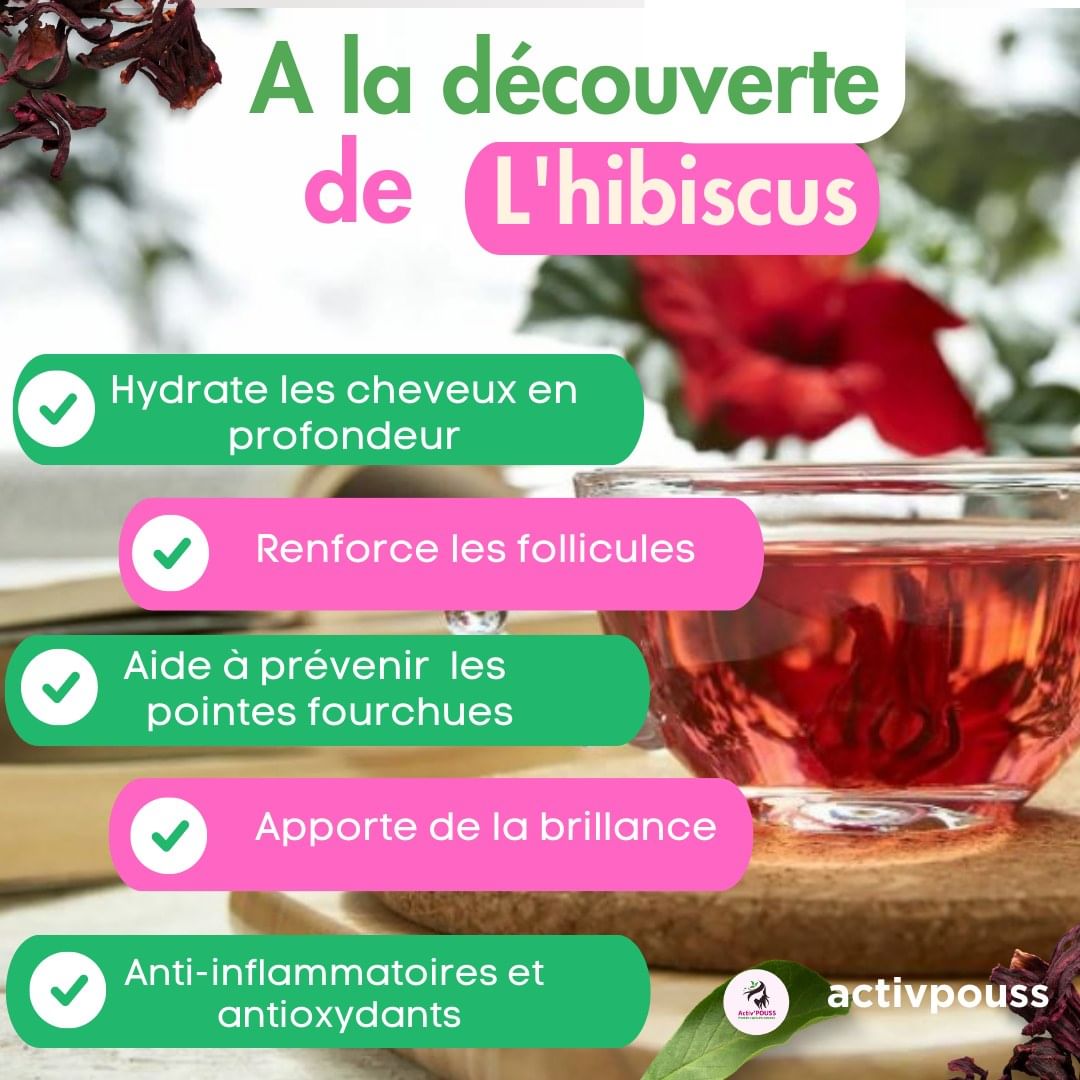 A la découverte
de L'hibiscus
Hydrate les cheveux en
profondeur
Renforce les follicules
Aide à prévenir les
pointes fourchues
Apporte de la brillance
Anti-inflammatoires et
antioxydants
Activ'POUSS
activpouss